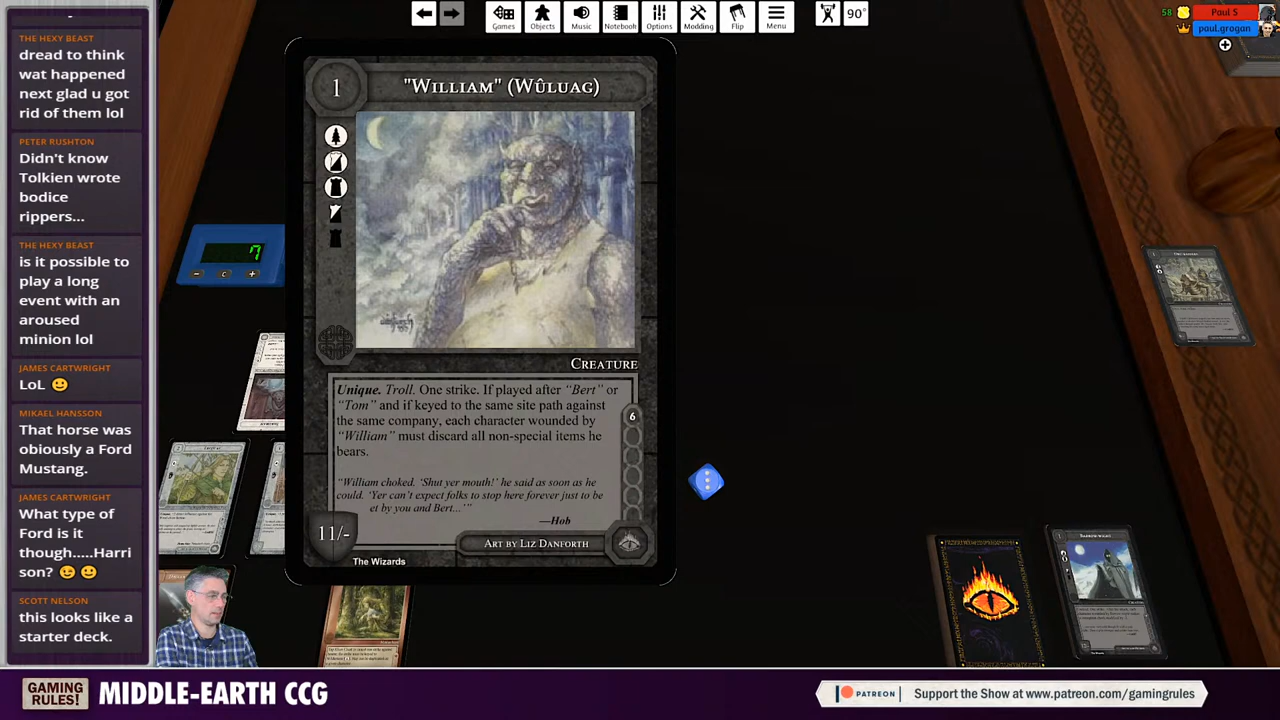 THE HEXY BEAST
dread to think
wat happened
next glad u got
rid of them lol
PETER RUSHTON
Didn't know
Tolkien wrote
bodice
rippers...
THE HEXY BEAST
is it possible to
play a long
event with an
aroused
minion lol
JAMES CARTWRIGHT
LoL 🙂
MIKAEL HANSSON
That horse was
obiously a Ford
Mustang.
JAMES CARTWRIGHT
What type of
Ford is it
though.....Harri
son? 😉 🙂
SCOTT NELSON
this looks like a
starter deck.
Games
Objects
Music
Notebook
Options
Modding
Flip
Menu
90°
58
Paul S
paul.grogan
7
- c +
1
"WILLIAM" (WÛLUAG)
CREATURE
Unique. Troll. One strike. If played after "Bert" or
"Tom" and if keyed to the same site path against
the same company, each character wounded by
"William" must discard all non-special items he
bears.
6
"William choked. 'Shut yer mouth!' he said as soon as he
could. 'Yer can't expect folks to stop here forever just to be
et by you and Bert...'"
—Hob
11/-
ART BY LIZ DANFORTH
The Wizards
GAMING
RULES!
MIDDLE-EARTH CCG
PATREON
Support the Show at www.patreon.com/gamingrules